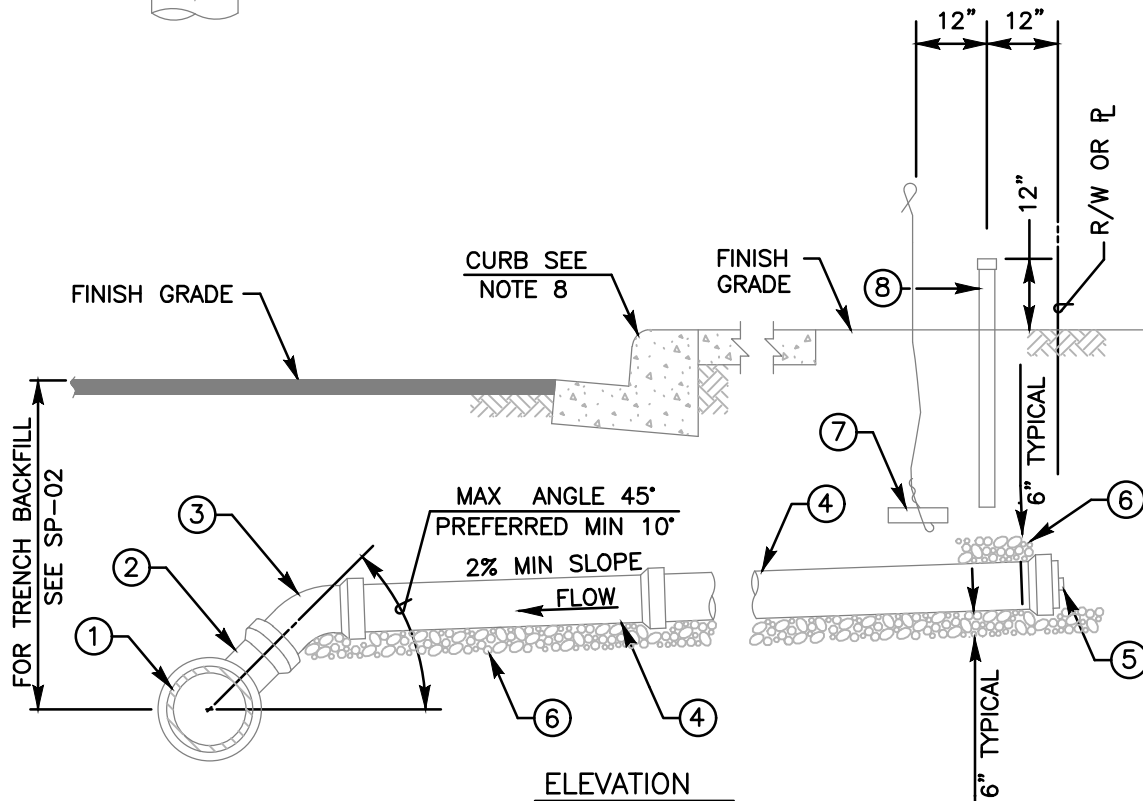 12" 12"
12"
R/W OR ⅊
CURB SEE
NOTE 8
FINISH
GRADE
8
FINISH GRADE
7
6" TYPICAL
FOR TRENCH BACKFILL
SEE SP-02
3
MAX ANGLE 45°
PREFERRED MIN 10°
4
6
2
2% MIN SLOPE
FLOW
1
5
6
4
6" TYPICAL
ELEVATION